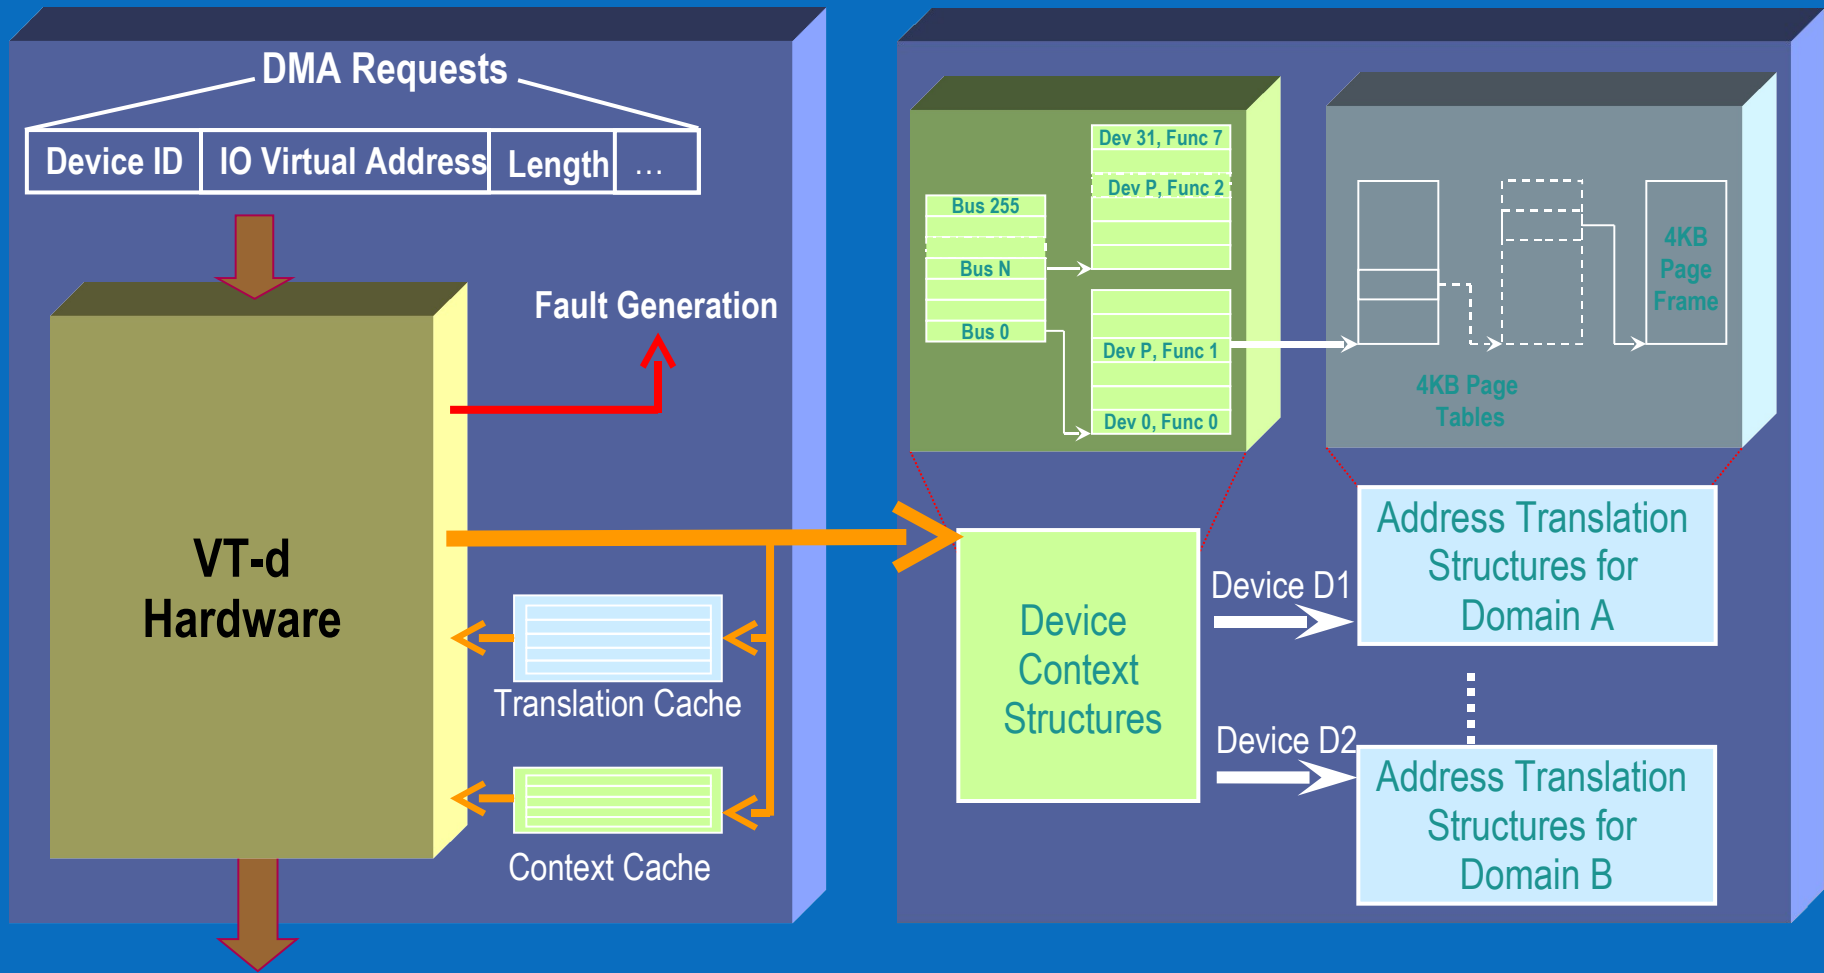 DMA Requests
Device ID IO Virtual Address Length ...
Fault Generation
VT-d
Hardware
Translation Cache
Context Cache
Bus 255
Bus N
Bus 0
Dev 31, Func 7
Dev P, Func 2
Dev P, Func 1
Dev 0, Func 0
4KB
Page
Frame
4KB Page
Tables
Device
Context
Structures
Device D1
Device D2
Address Translation
Structures for
Domain A
Address Translation
Structures for
Domain B